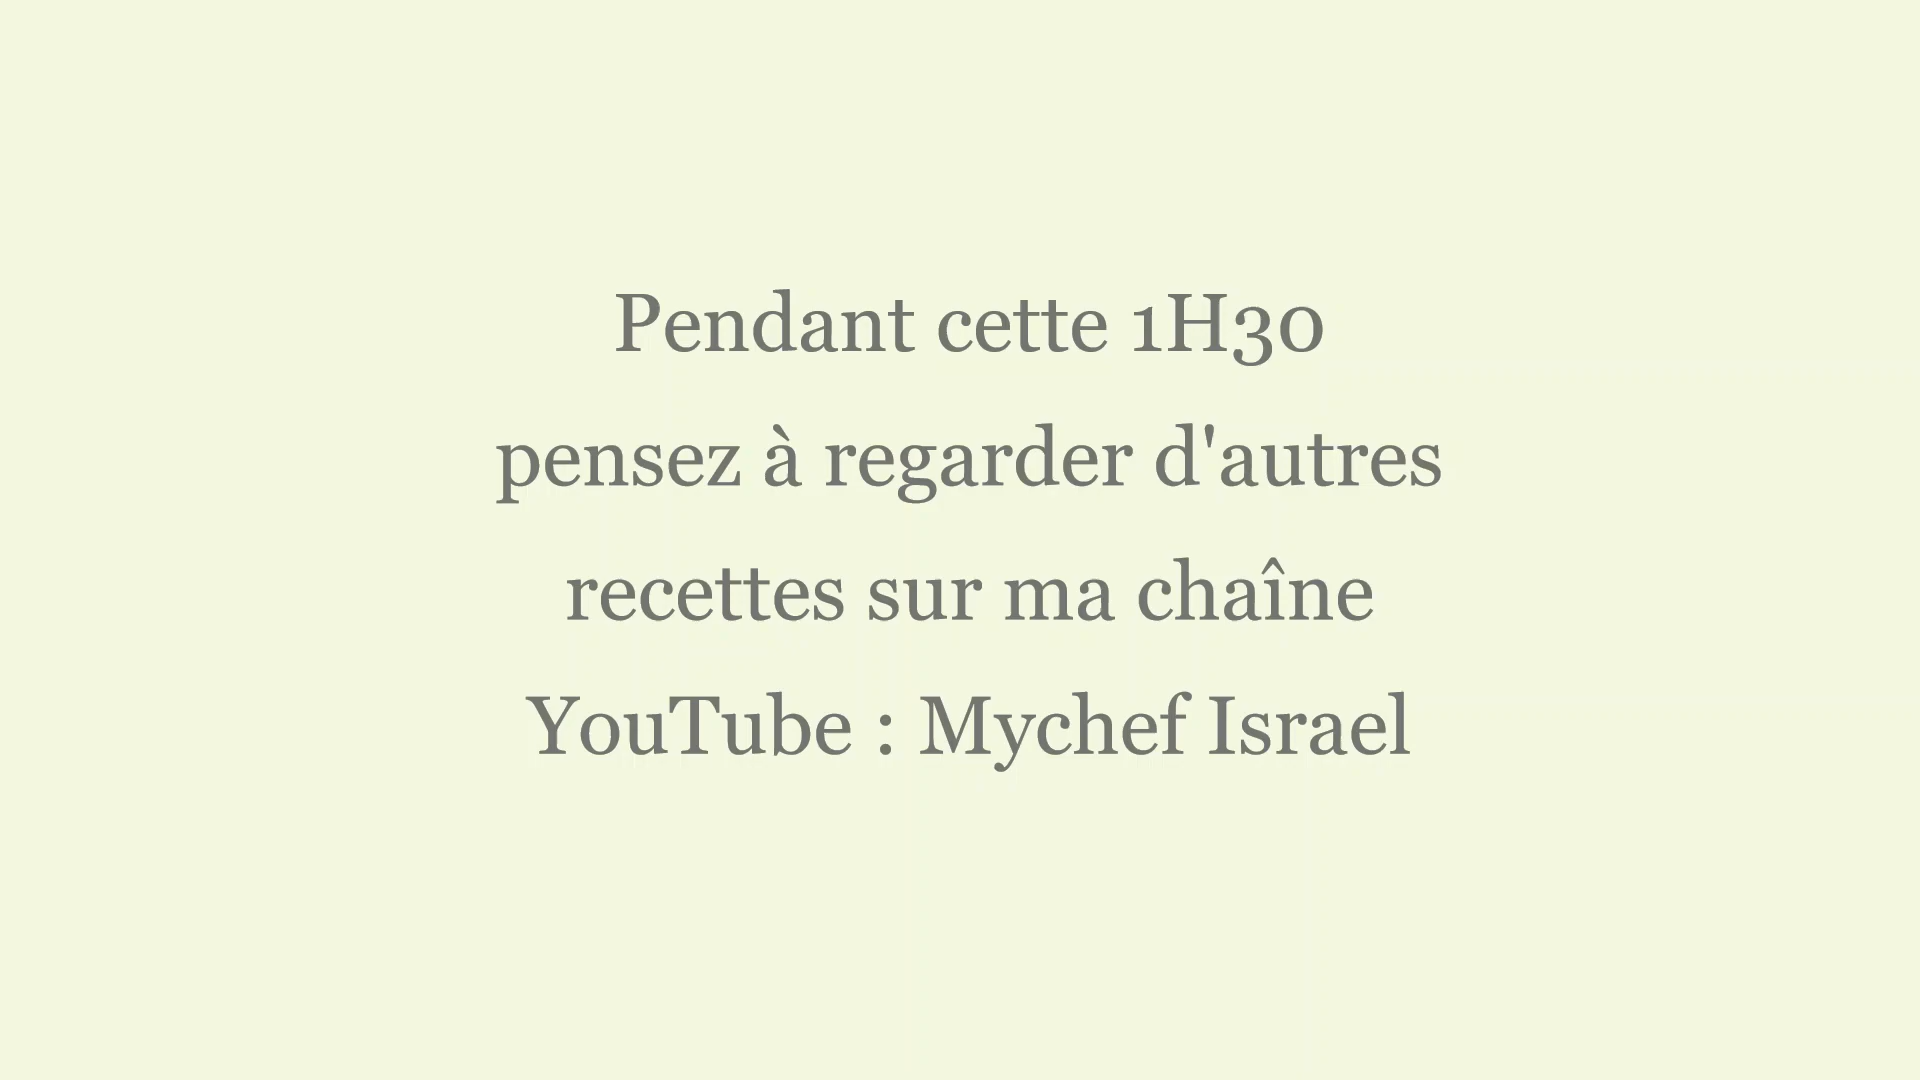 Pendant cette 1H30
pensez à regarder d'autres
recettes sur ma chaîne
YouTube : Mychef Israel